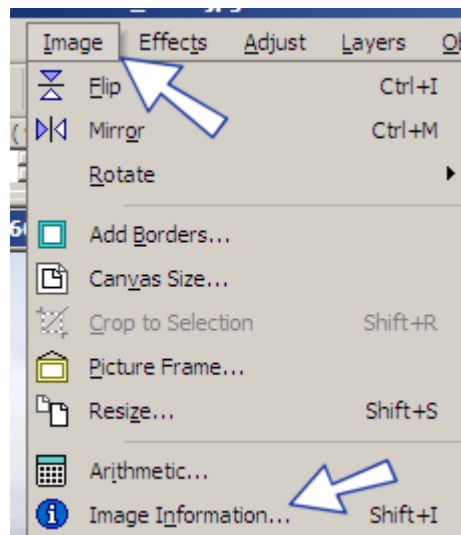 Image Effects Adjust Layers
Flip Ctrl+I
Mirror Ctrl+M
Rotate
Add Borders...
Canvas Size...
Crop to Selection Shift+R
Picture Frame...
Resize... Shift+S
Arithmetic...
Image Information... Shift+I